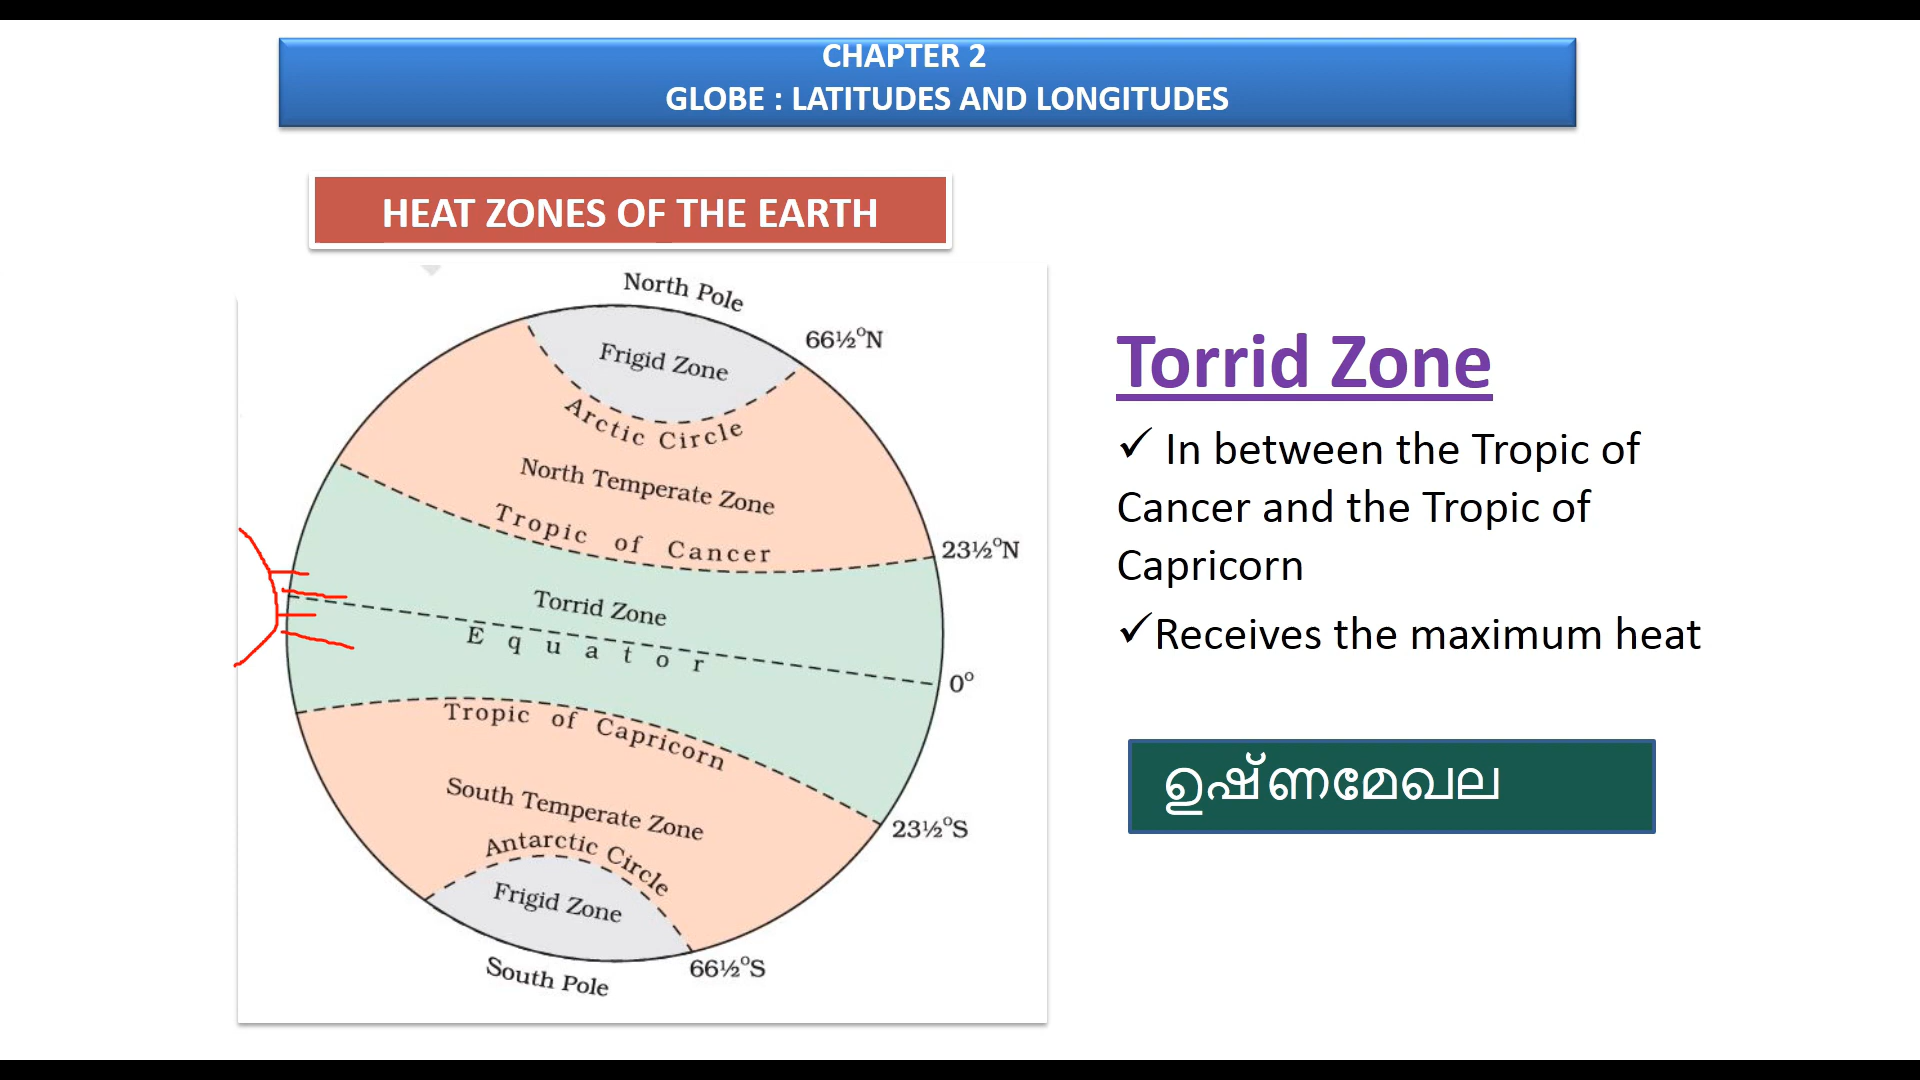 CHAPTER 2
GLOBE : LATITUDES AND LONGITUDES
HEAT ZONES OF THE EARTH
North Pole
66½°N
Frigid Zone
Arctic Circle
North Temperate Zone
Tropic of Cancer
23½°N
Torrid Zone
Equator
0°
Tropic of Capricorn
South Temperate Zone
23½°S
Antarctic Circle
Frigid Zone
66½°S
South Pole
Torrid Zone
✓ In between the Tropic of
Cancer and the Tropic of
Capricorn
✓Receives the maximum heat
ഉഷ്ണമേഖല